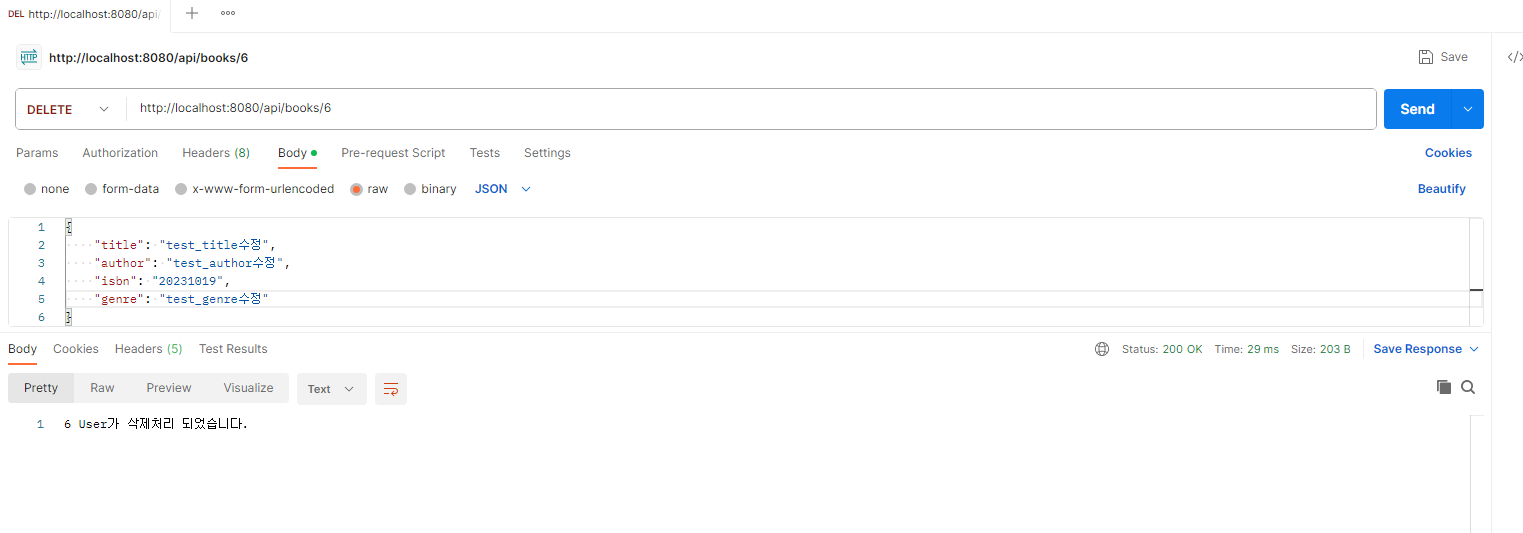 DEL http://localhost:8080/api/
HTTP http://localhost:8080/api/books/6 Save
DELETE http://localhost:8080/api/books/6 Send
Params Authorization Headers (8) Body Pre-request Script Tests Settings Cookies
none form-data x-www-form-urlencoded raw binary JSON Beautify
1 {
2 "title": "test_title수정",
3 "author": "test_author수정",
4 "isbn": "20231019",
5 "genre": "test_genre수정"
6 }
Body Cookies Headers (5) Test Results Status: 200 OK Time: 29 ms Size: 203 B Save Response
Pretty Raw Preview Visualize Text
1 6 User가 삭제처리 되었습니다.